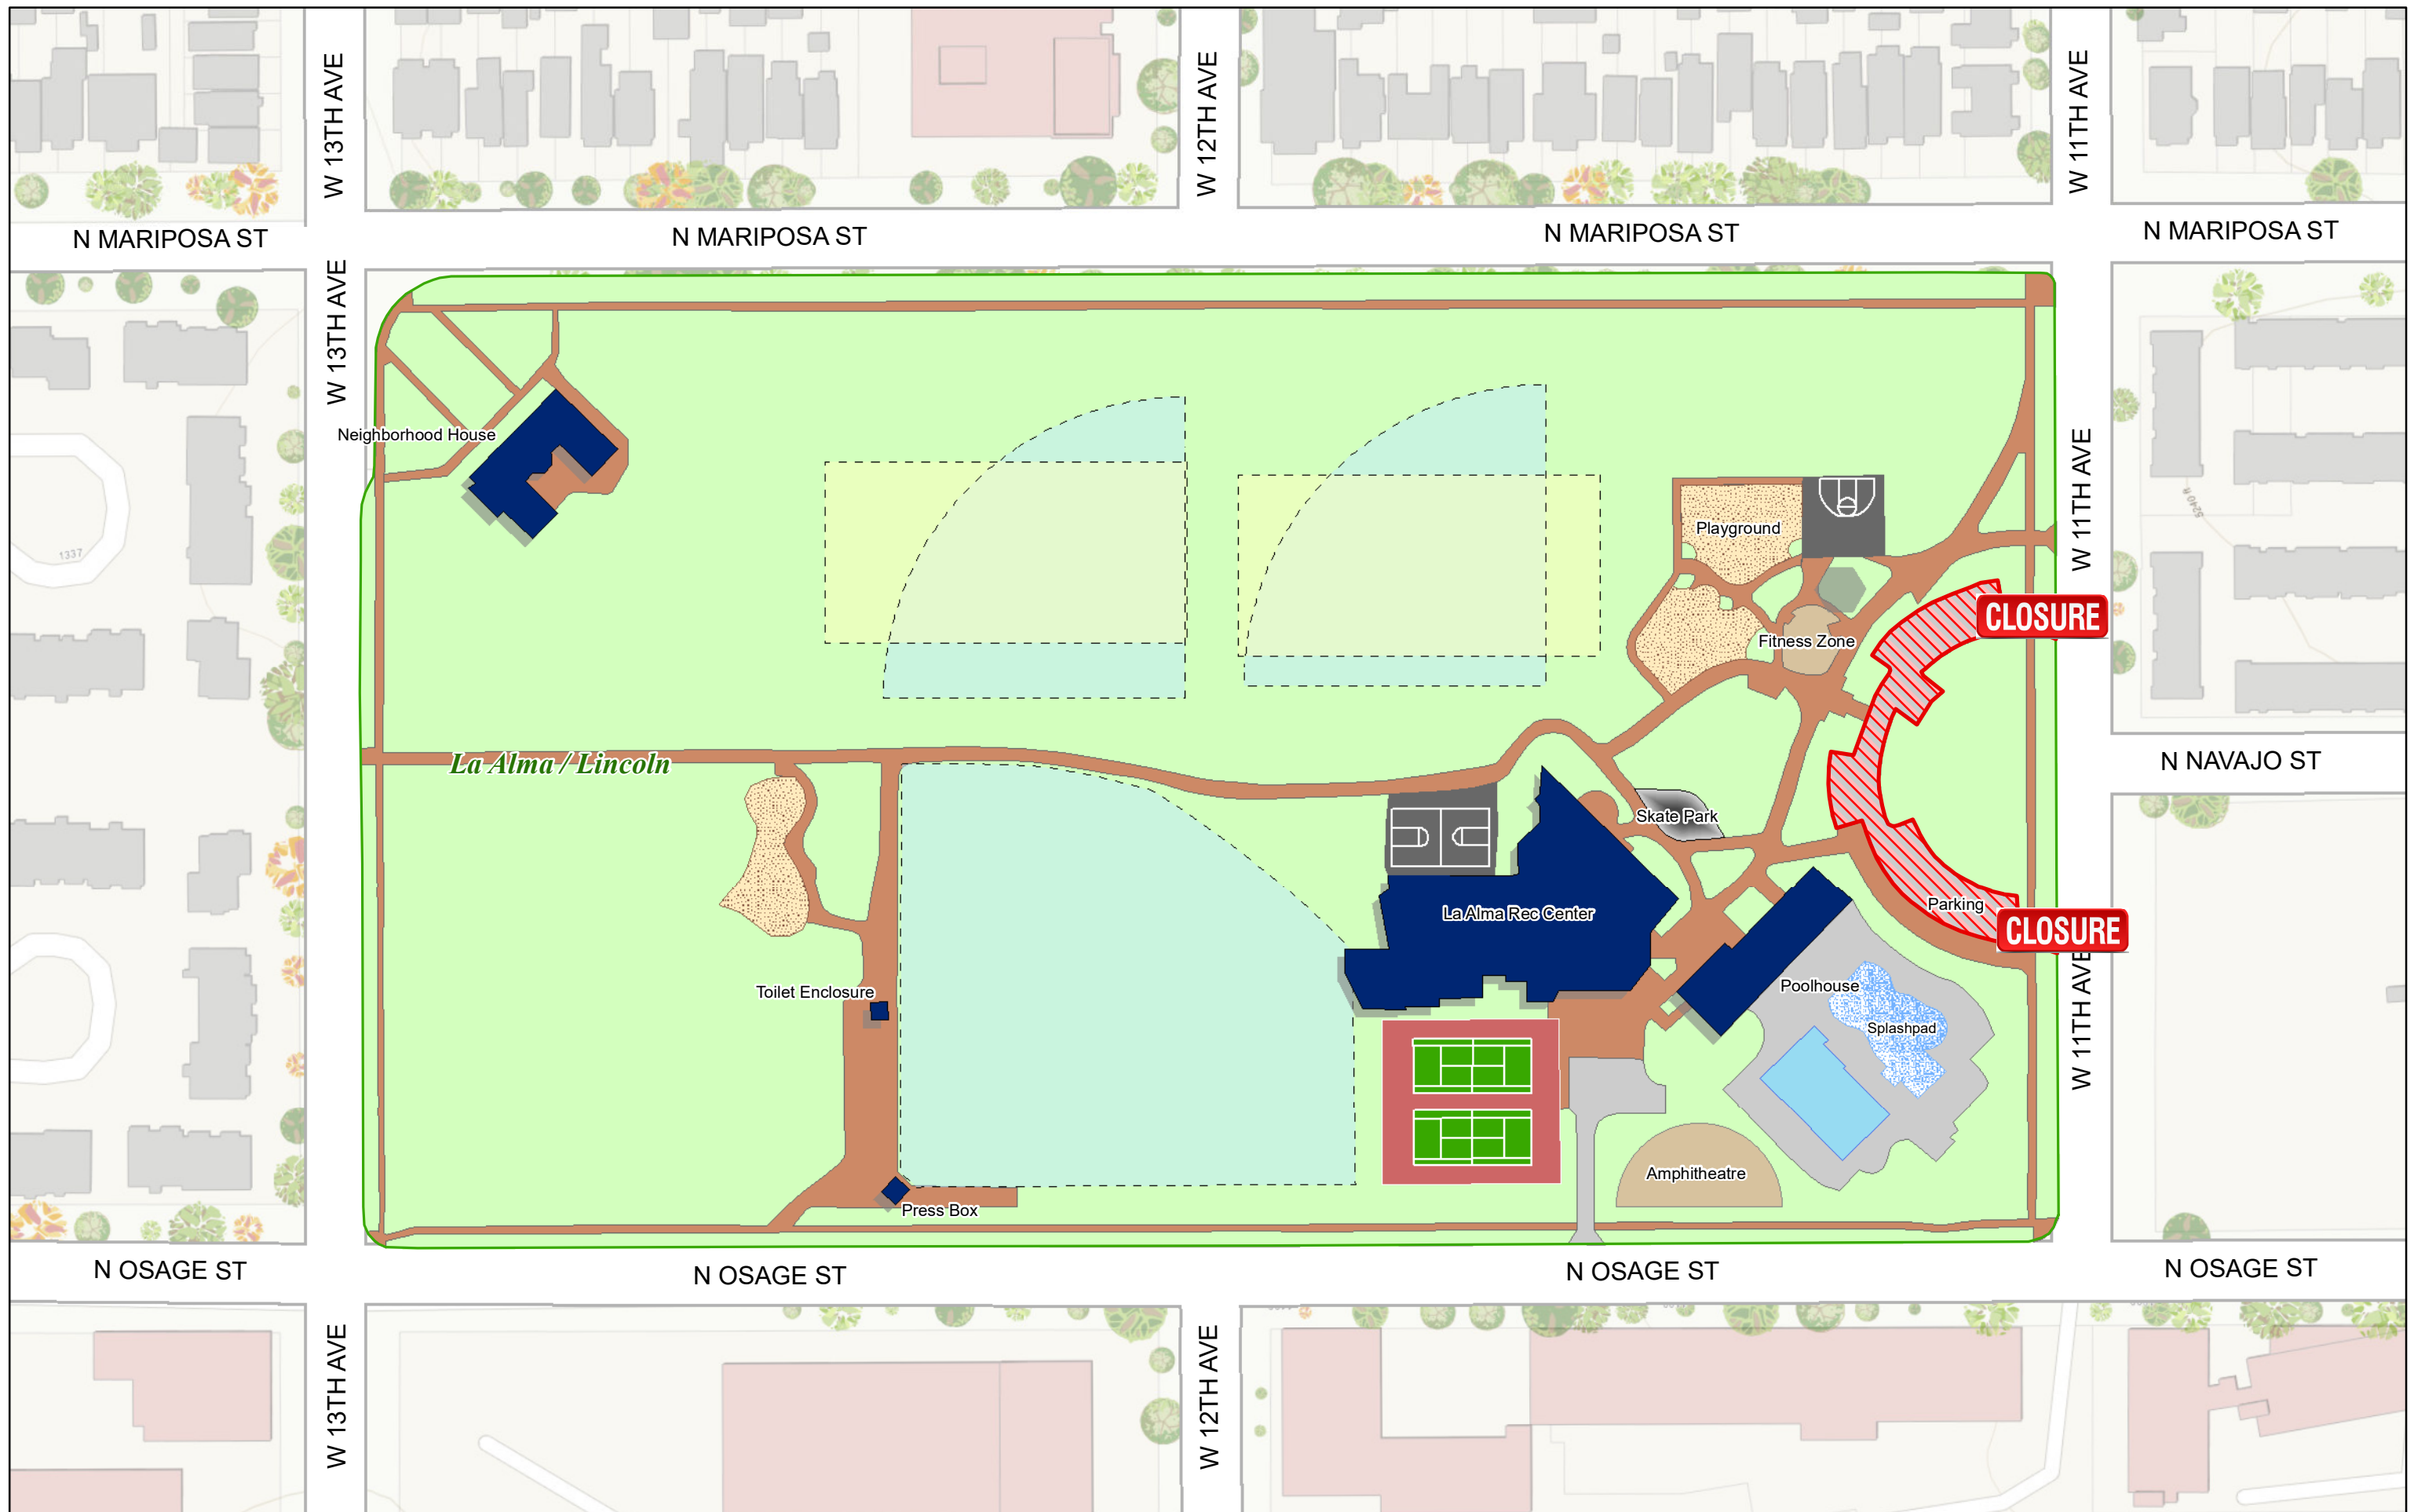 W 13TH AVE
W 12TH AVE
W 11TH AVE
N MARIPOSA ST
N MARIPOSA ST
N MARIPOSA ST
N MARIPOSA ST
W 13TH AVE
Neighborhood House
W 11TH AVE
5240 ft
Playground
1337
CLOSURE
Fitness Zone
La Alma / Lincoln
N NAVAJO ST
Skate Park
Parking
La Alma Rec Center
CLOSURE
Toilet Enclosure
Poolhouse
Splashpad
W 11TH AVE
Amphitheatre
Press Box
N OSAGE ST
N OSAGE ST
N OSAGE ST
N OSAGE ST
W 13TH AVE
W 12TH AVE